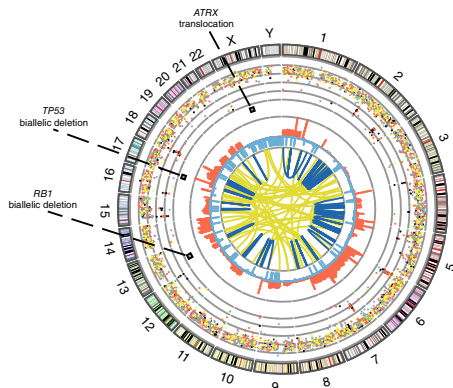 ATRX
translocation
TP53
biallelic deletion
RB1
biallelic deletion
X
Y
1
2
3
5
6
7
8
9
10
11
12
13
14
15
16
17
18
19
20
21
22